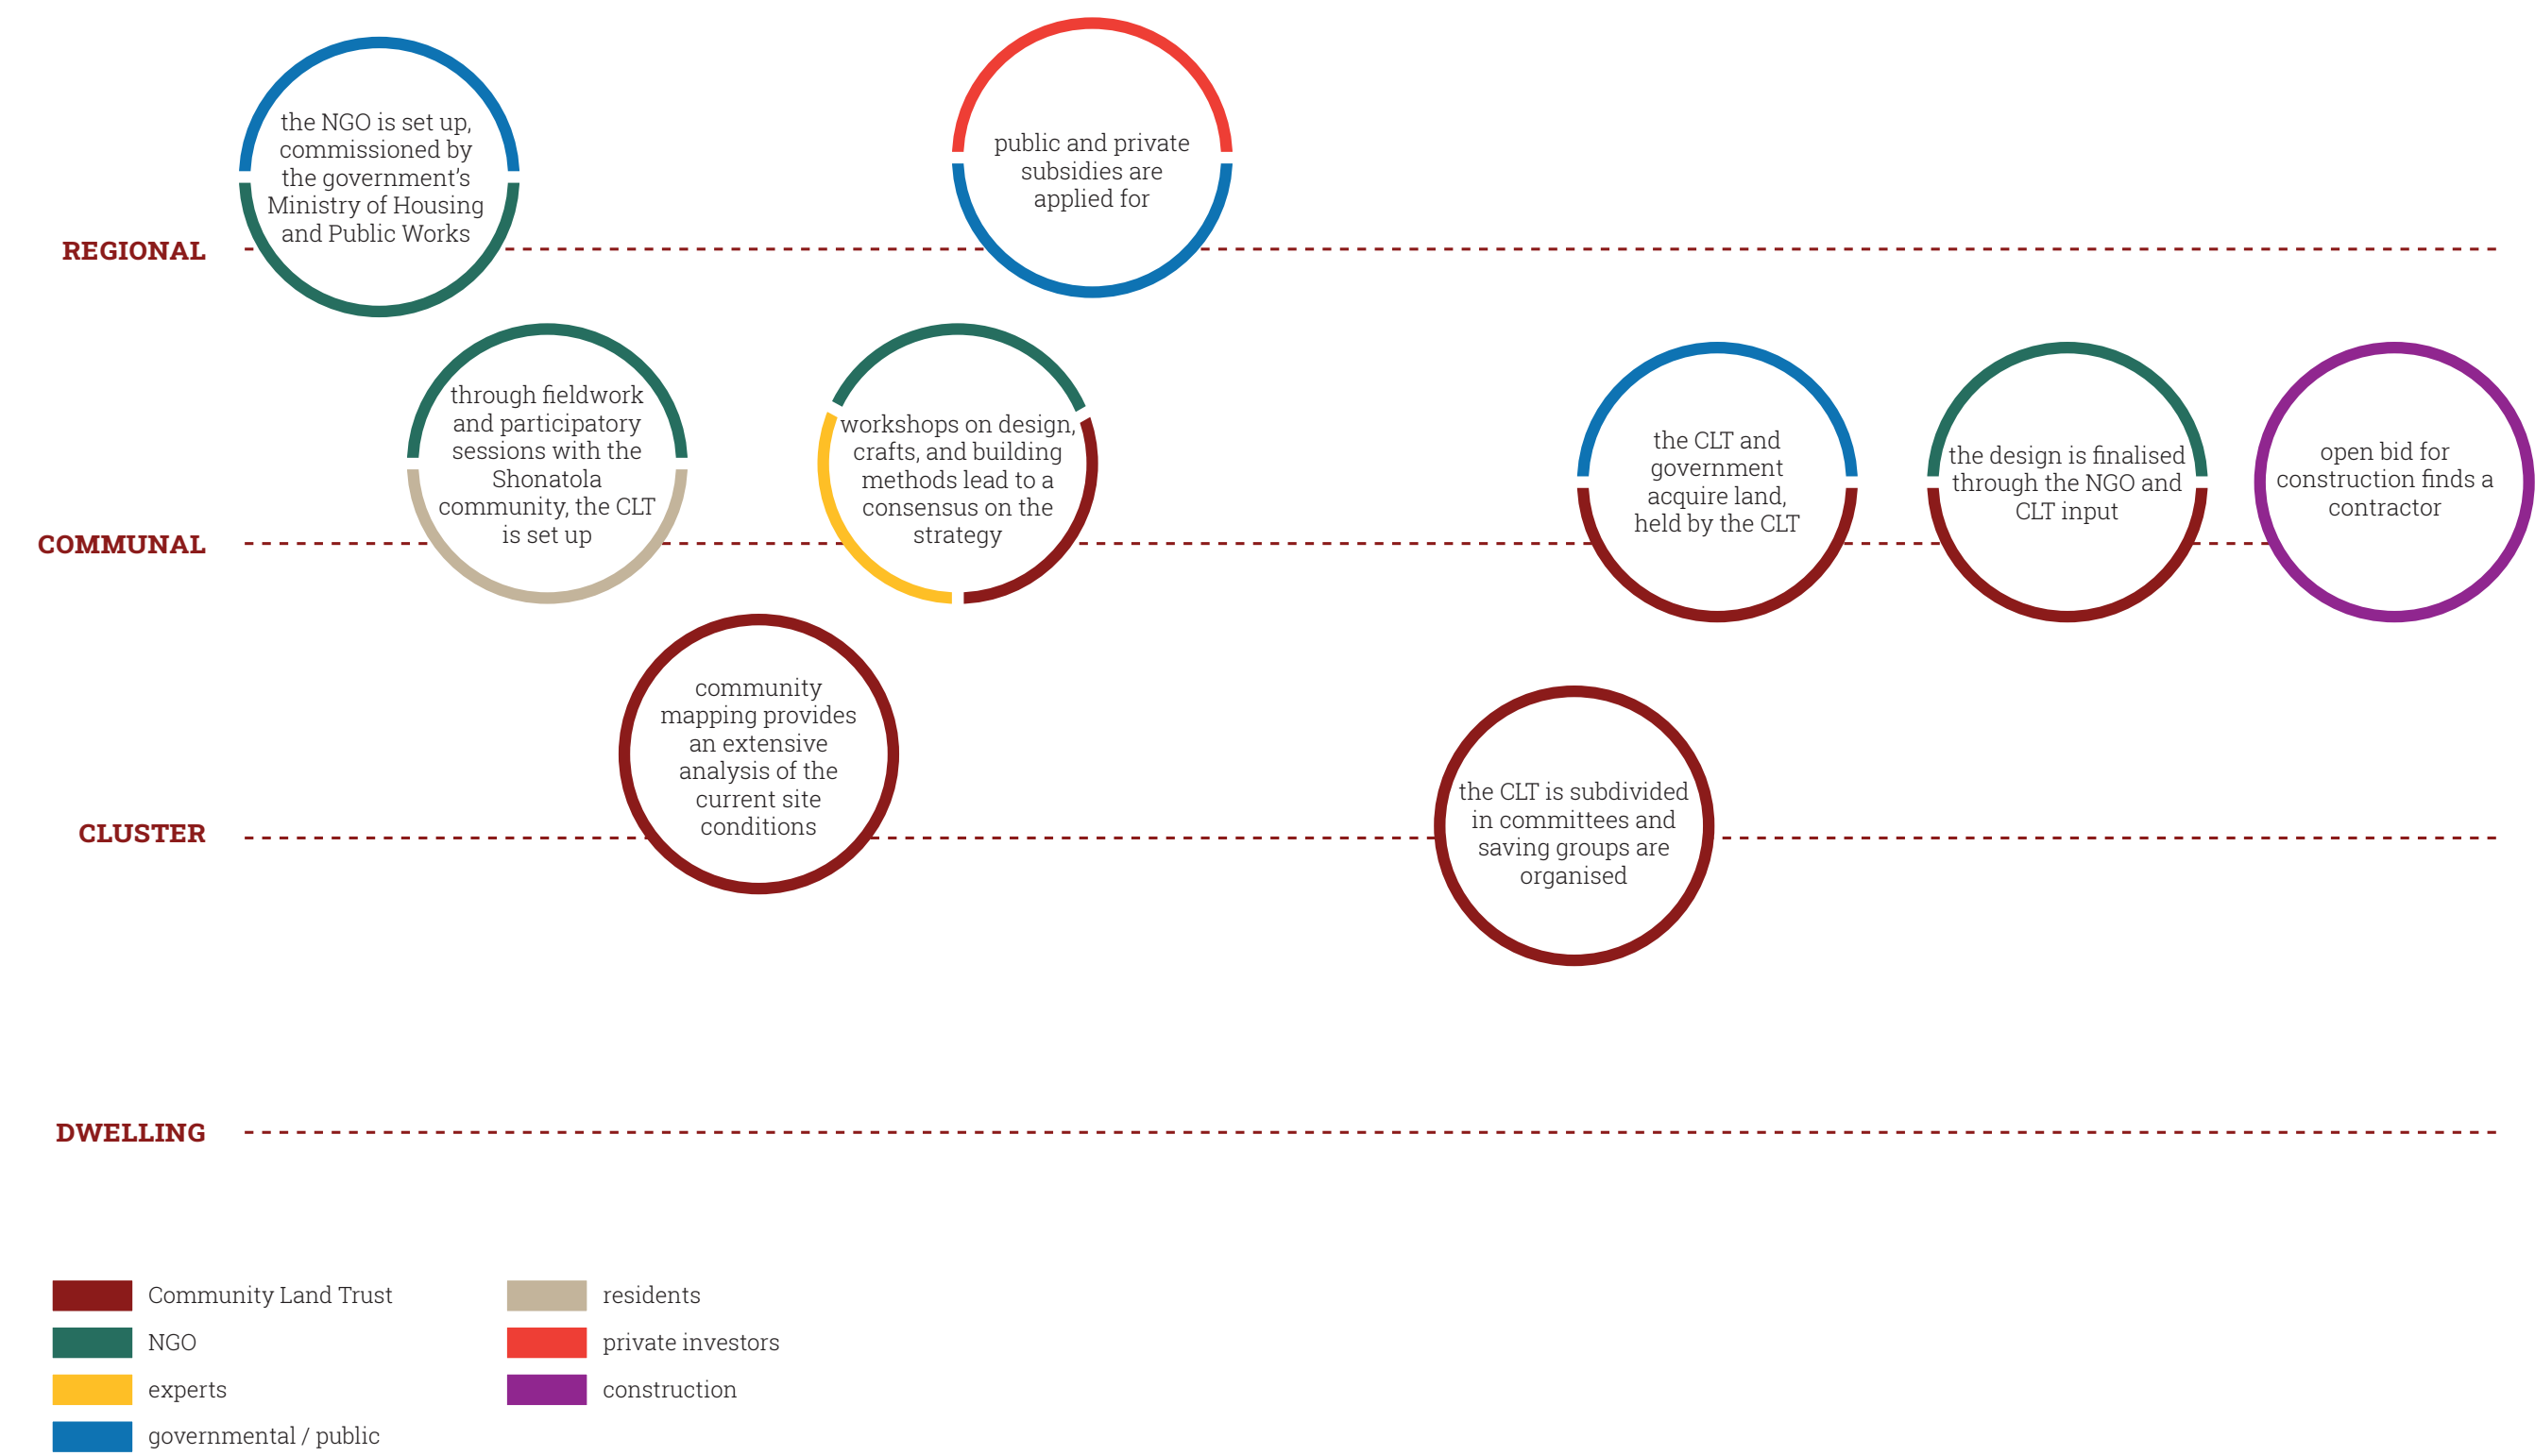 the NGO is set up,
commissioned by
the government’s
Ministry of Housing
and Public Works
public and private
subsidies are
applied for
REGIONAL
through fieldwork
and participatory
sessions with the
Shonatola
community, the CLT
is set up
workshops on design,
crafts, and building
methods lead to a
consensus on the
strategy
the CLT and
government
acquire land,
held by the CLT
the design is finalised
through the NGO and
CLT input
open bid for
construction finds a
contractor
COMMUNAL
community
mapping provides
an extensive
analysis of the
current site
conditions
the CLT is subdivided
in committees and
saving groups are
organised
CLUSTER
DWELLING
Community Land Trust
NGO
experts
governmental / public
residents
private investors
construction